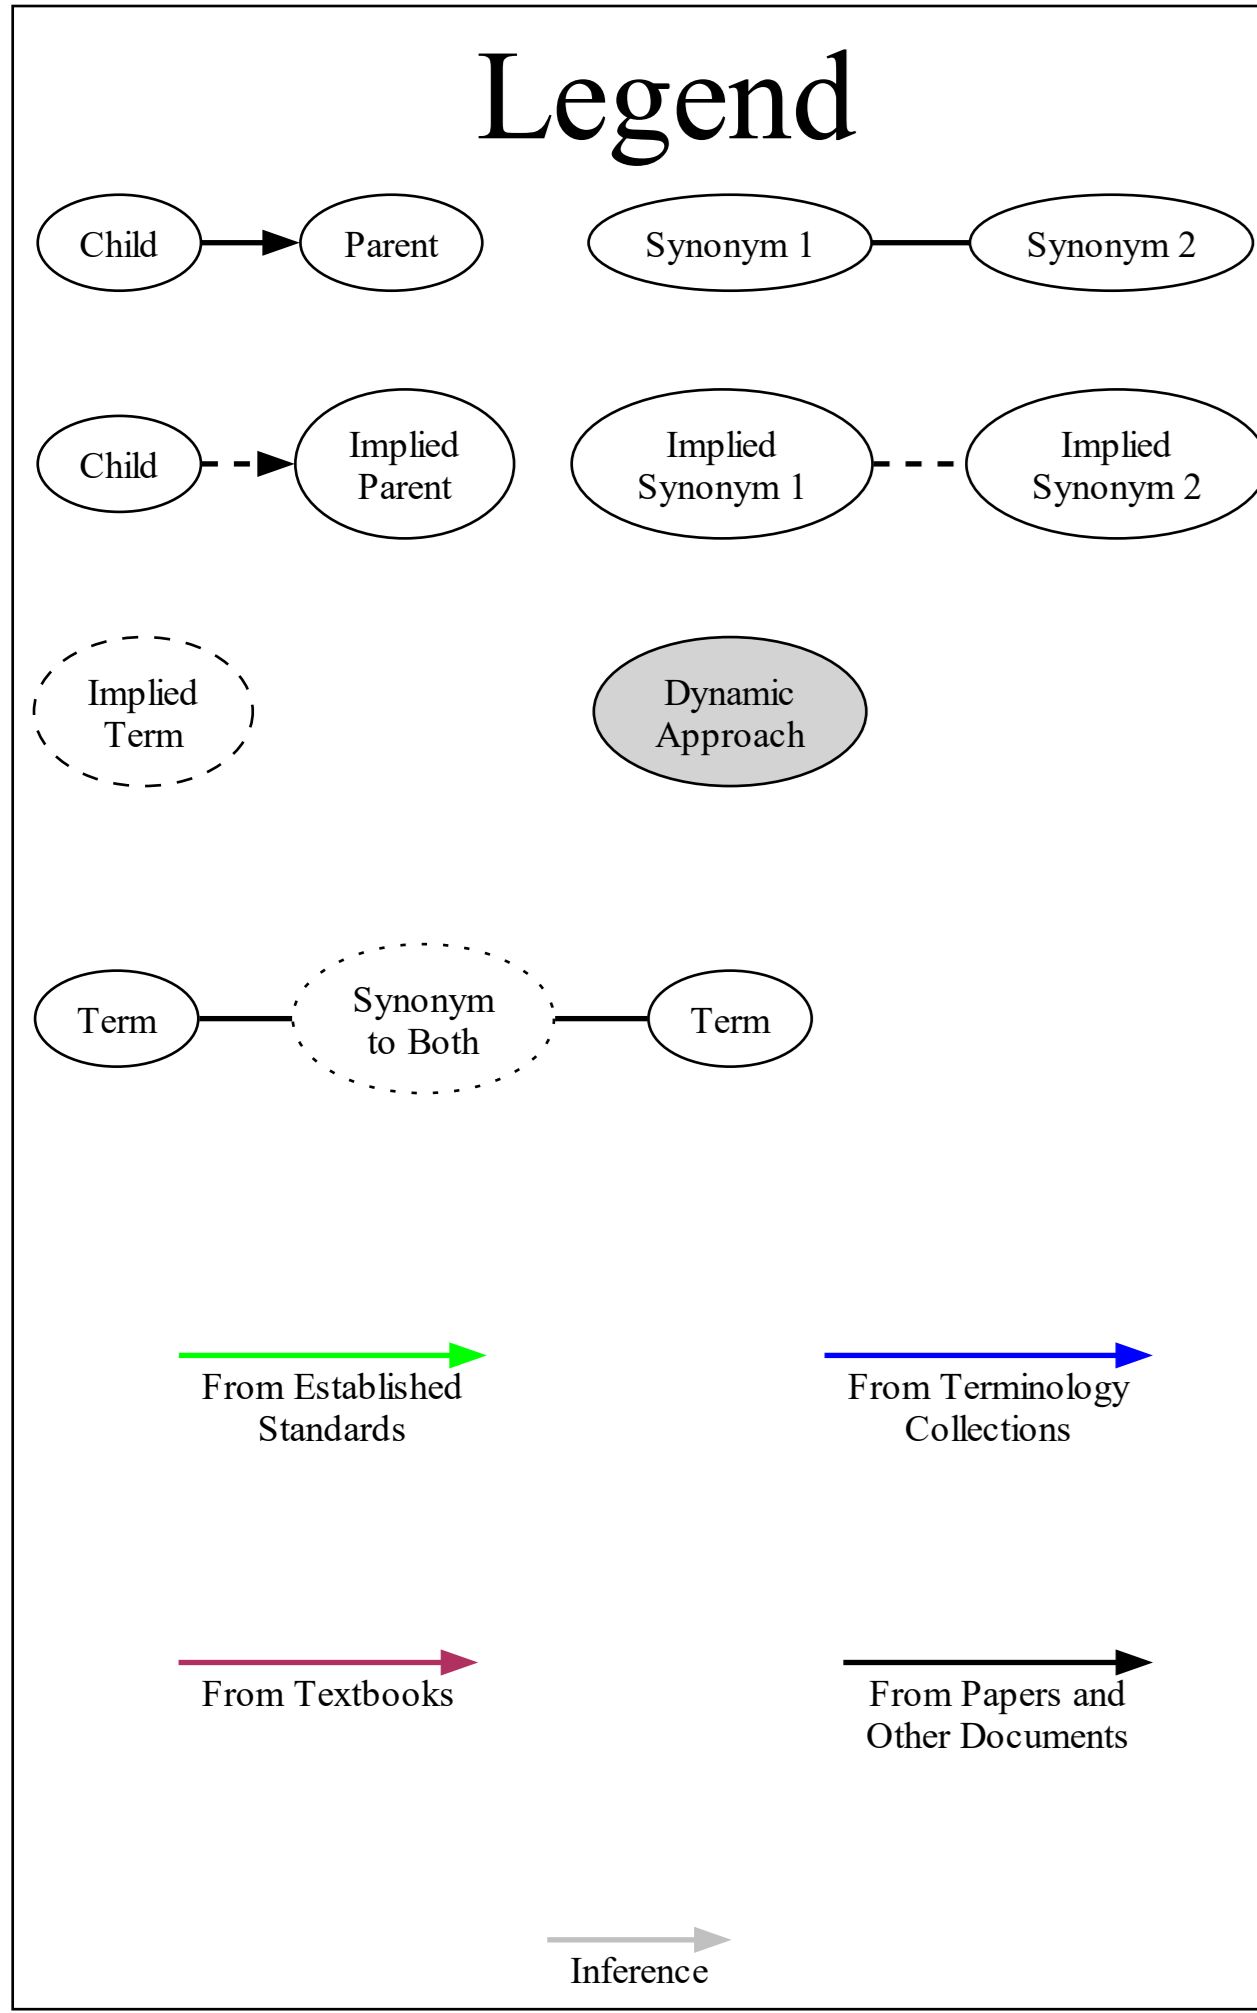 Legend
Child
Parent
Synonym 1
Synonym 2
Child
Implied
Parent
Implied
Synonym 1
Implied
Synonym 2
Implied
Term
Dynamic
Approach
Term
Synonym
to Both
Term
From Established
Standards
From Terminology
Collections
From Textbooks
From Papers and
Other Documents
Inference